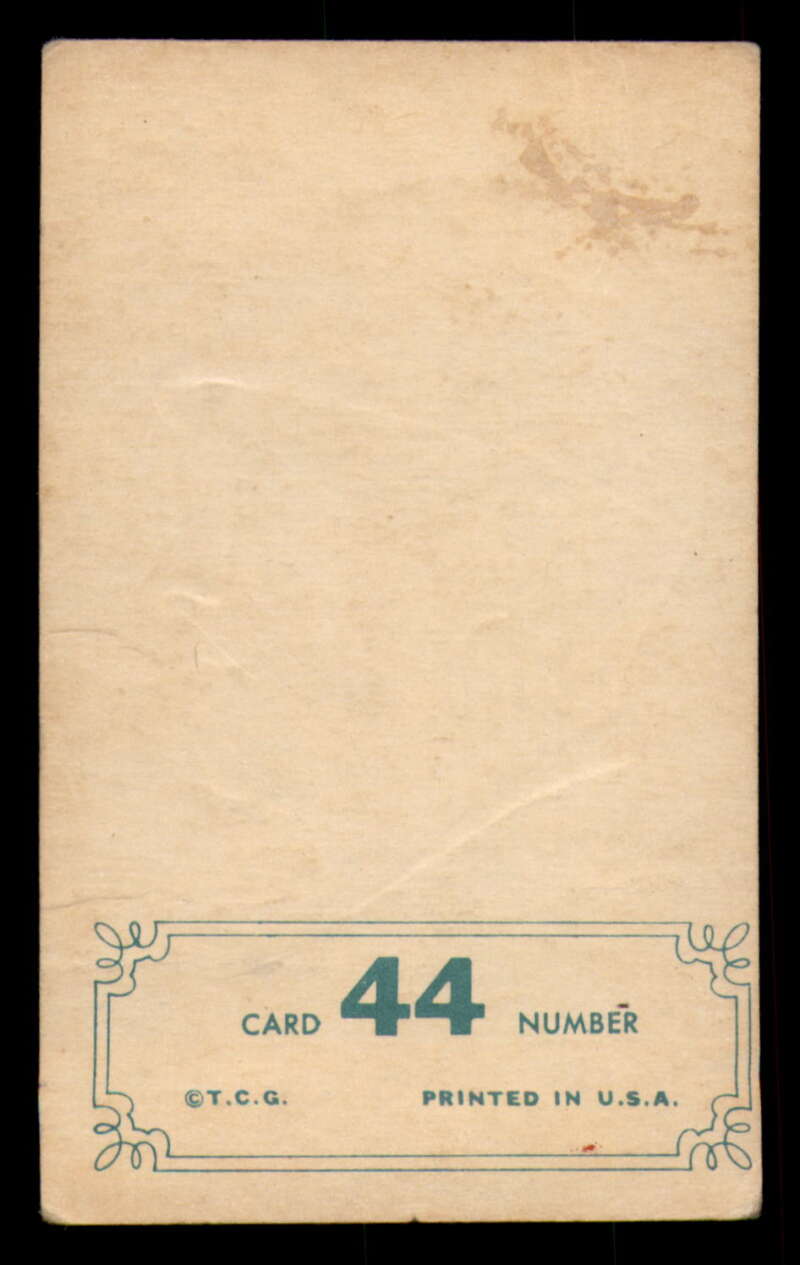 CARD 44 NUMBER
©T.C.G. PRINTED IN U.S.A.